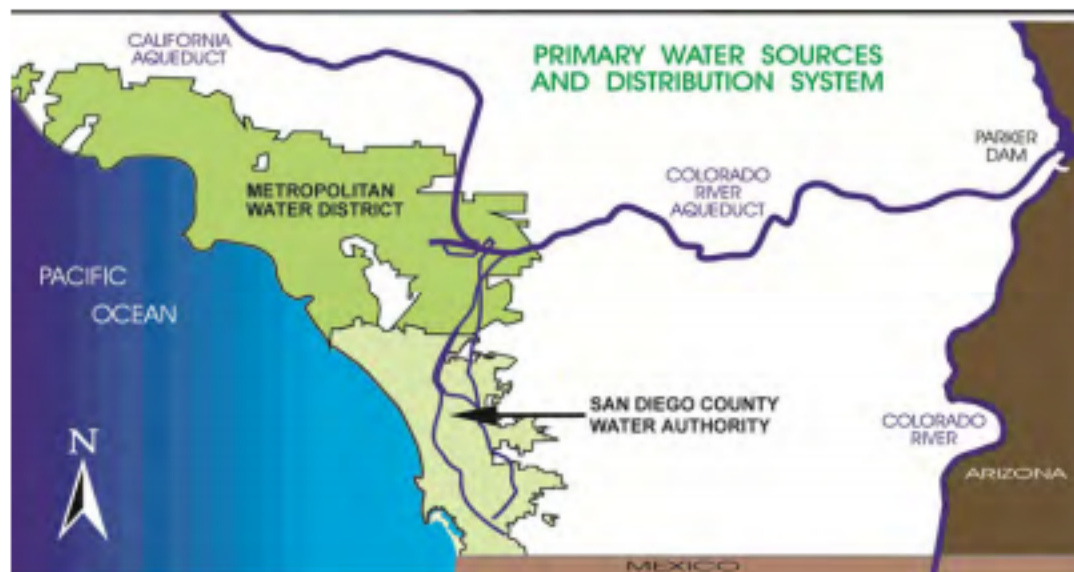 CALIFORNIA
AQUEDUCT
PRIMARY WATER SOURCES
AND DISTRIBUTION SYSTEM
PARKER
DAM
METROPOLITAN
WATER DISTRICT
COLORADO
RIVER
AQUEDUCT
PACIFIC
OCEAN
SAN DIEGO COUNTY
WATER AUTHORITY
COLORADO
RIVER
N
ARIZONA
MEXICO